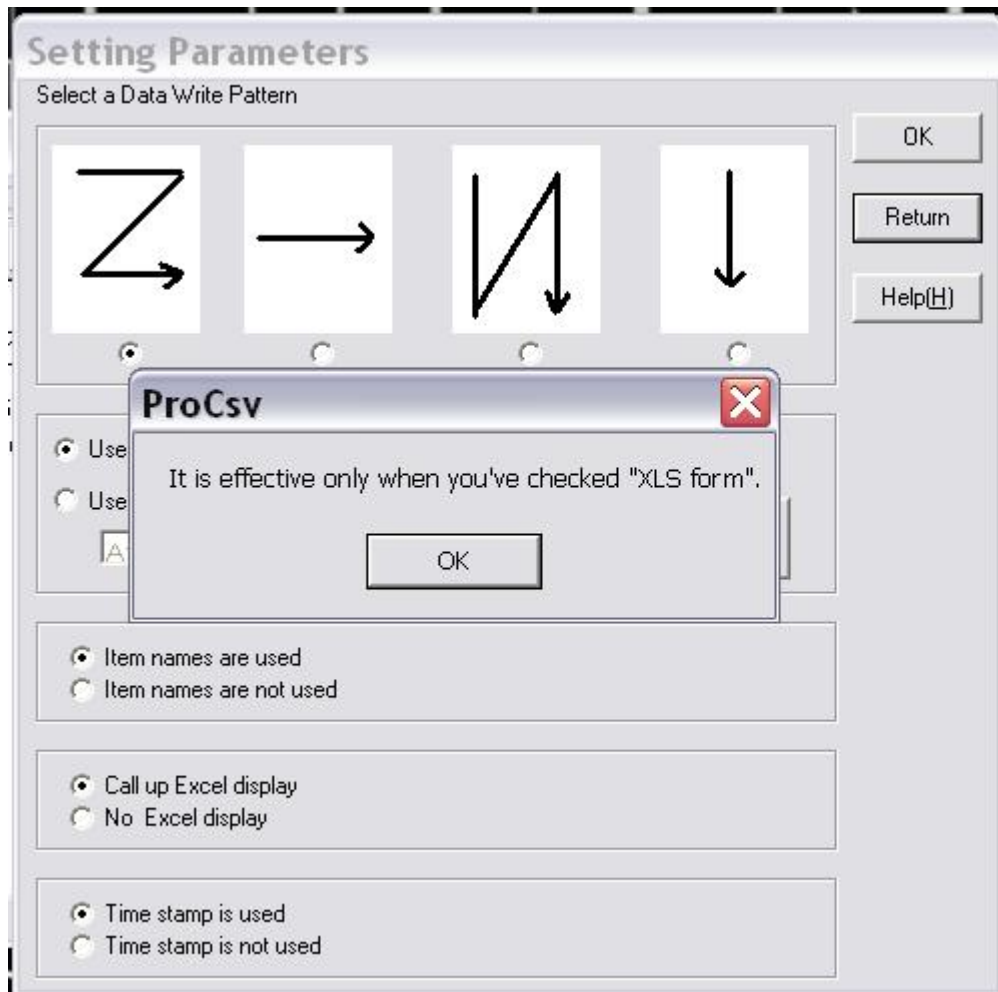 Setting Parameters
Select a Data Write Pattern
OK
Return
Help(H)
ProCsv
It is effective only when you've checked "XLS form".
OK
Use
Use
Item names are used
Item names are not used
Call up Excel display
No Excel display
Time stamp is used
Time stamp is not used